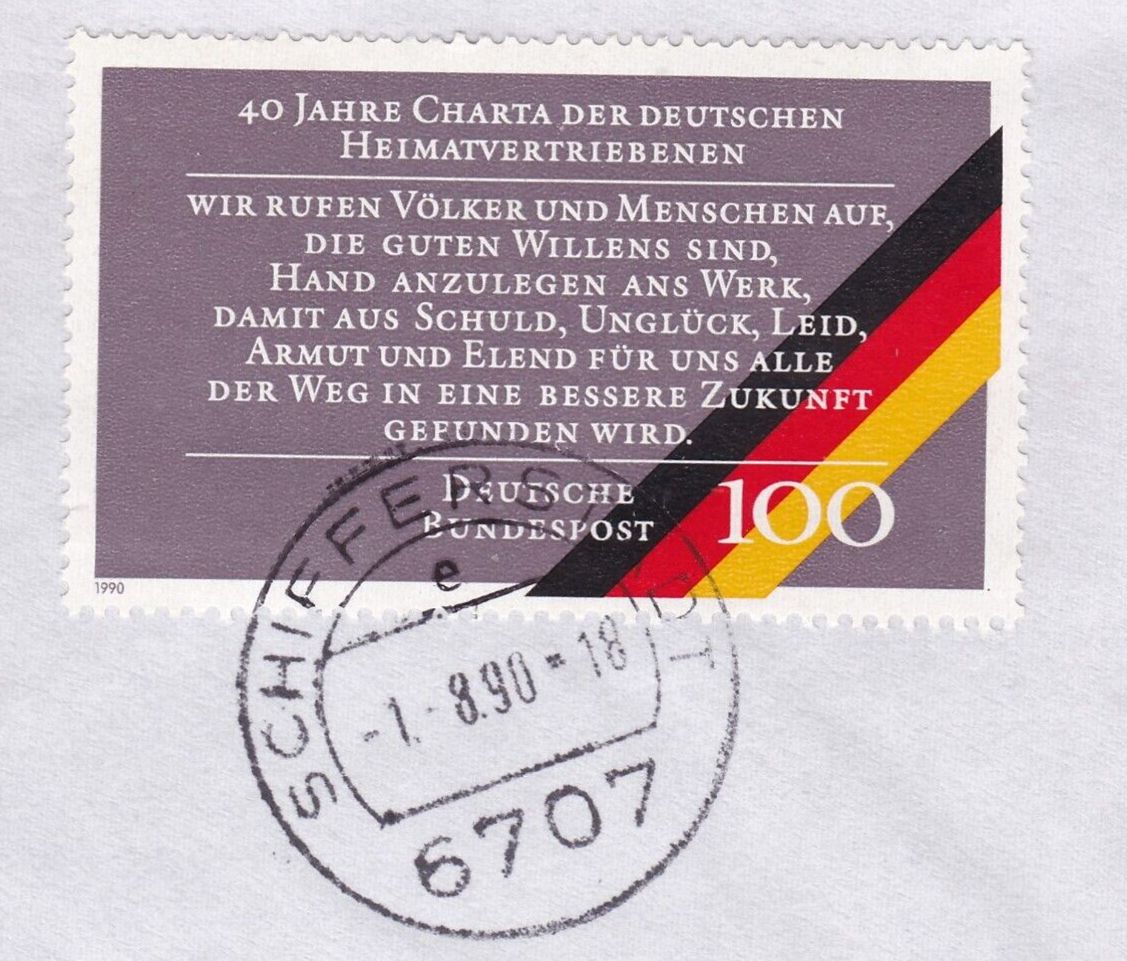 40 JAHRE CHARTA DER DEUTSCHEN
HEIMATVERTRIEBENEN
WIR RUFEN VÖLKER UND MENSCHEN AUF,
DIE GUTEN WILLENS SIND,
HAND ANZULEGEN ANS WERK,
DAMIT AUS SCHULD, UNGLÜCK, LEID,
ARMUT UND ELEND FÜR UNS ALLE
DER WEG IN EINE BESSERE ZUKUNFT
GEFUNDEN WIRD.
DEUTSCHE
BUNDESPOST 100
1990
SCHIFFERSTADT
e
-1.-8.90-18
6707